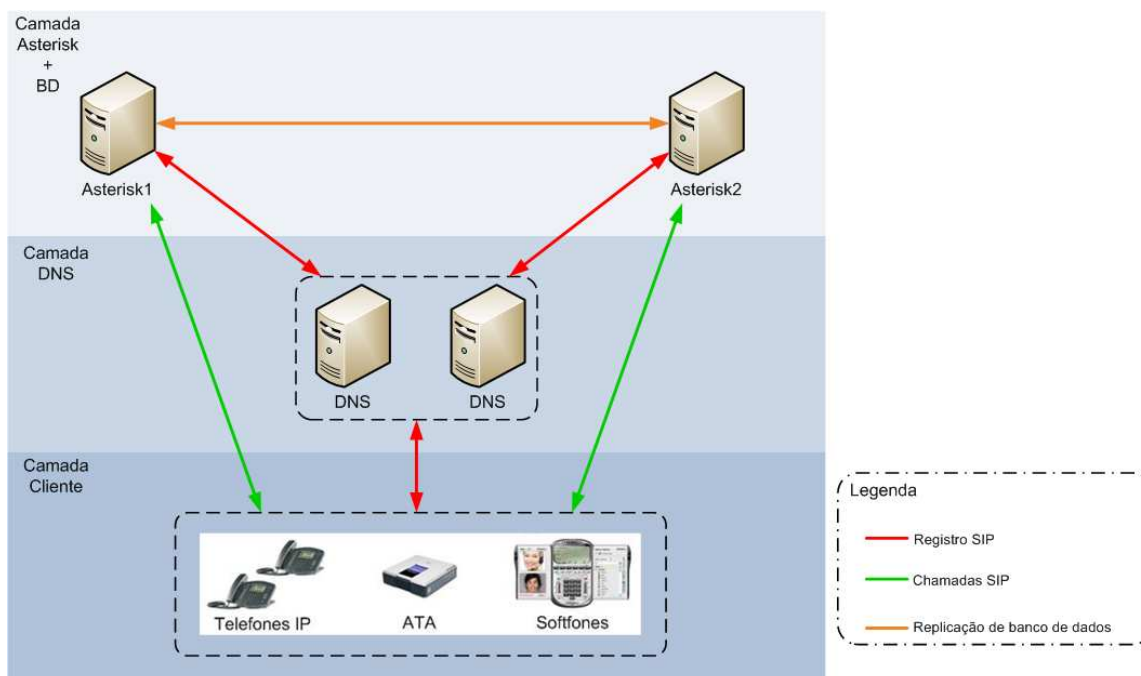 Camada
Asterisk
+
BD
Asterisk1
Asterisk2
Camada
DNS
DNS
DNS
Camada
Cliente
Telefones IP
ATA
Softfones
Legenda
Registro SIP
Chamadas SIP
Replicação de banco de dados